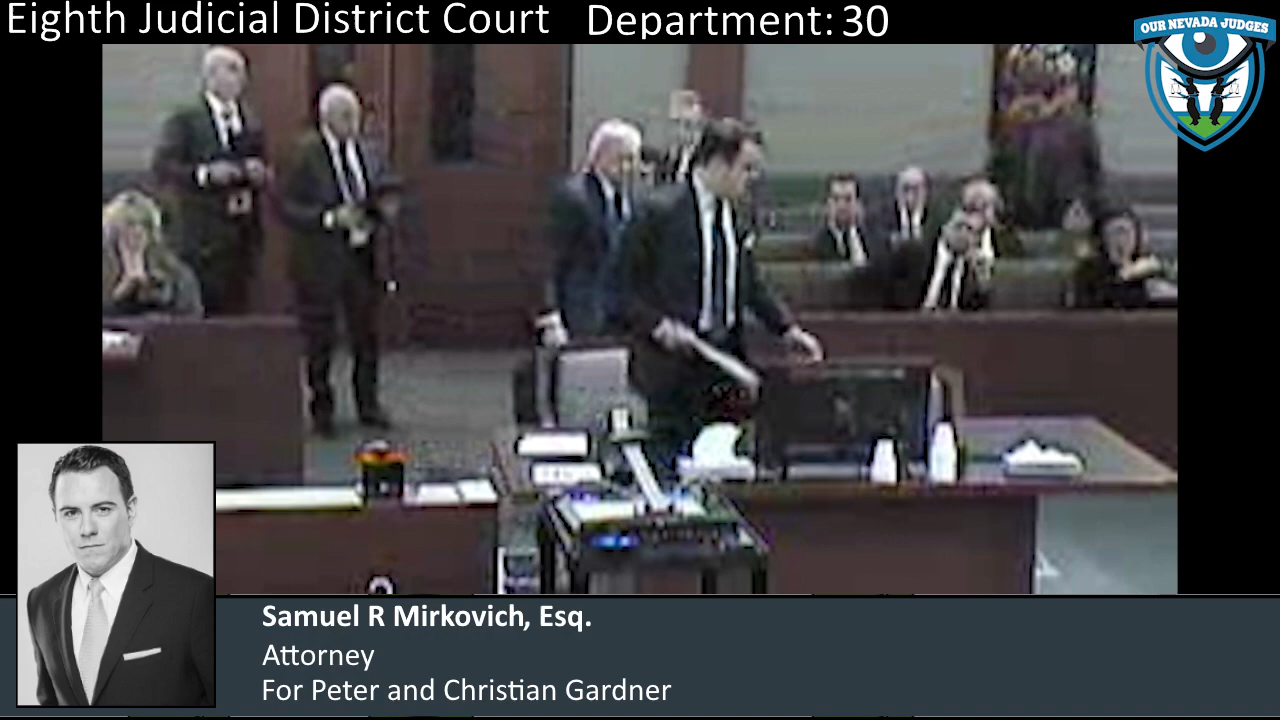 Eighth Judicial District Court Department: 30
OUR NEVADA JUDGES
Samuel R Mirkovich, Esq.
Attorney
For Peter and Christian Gardner